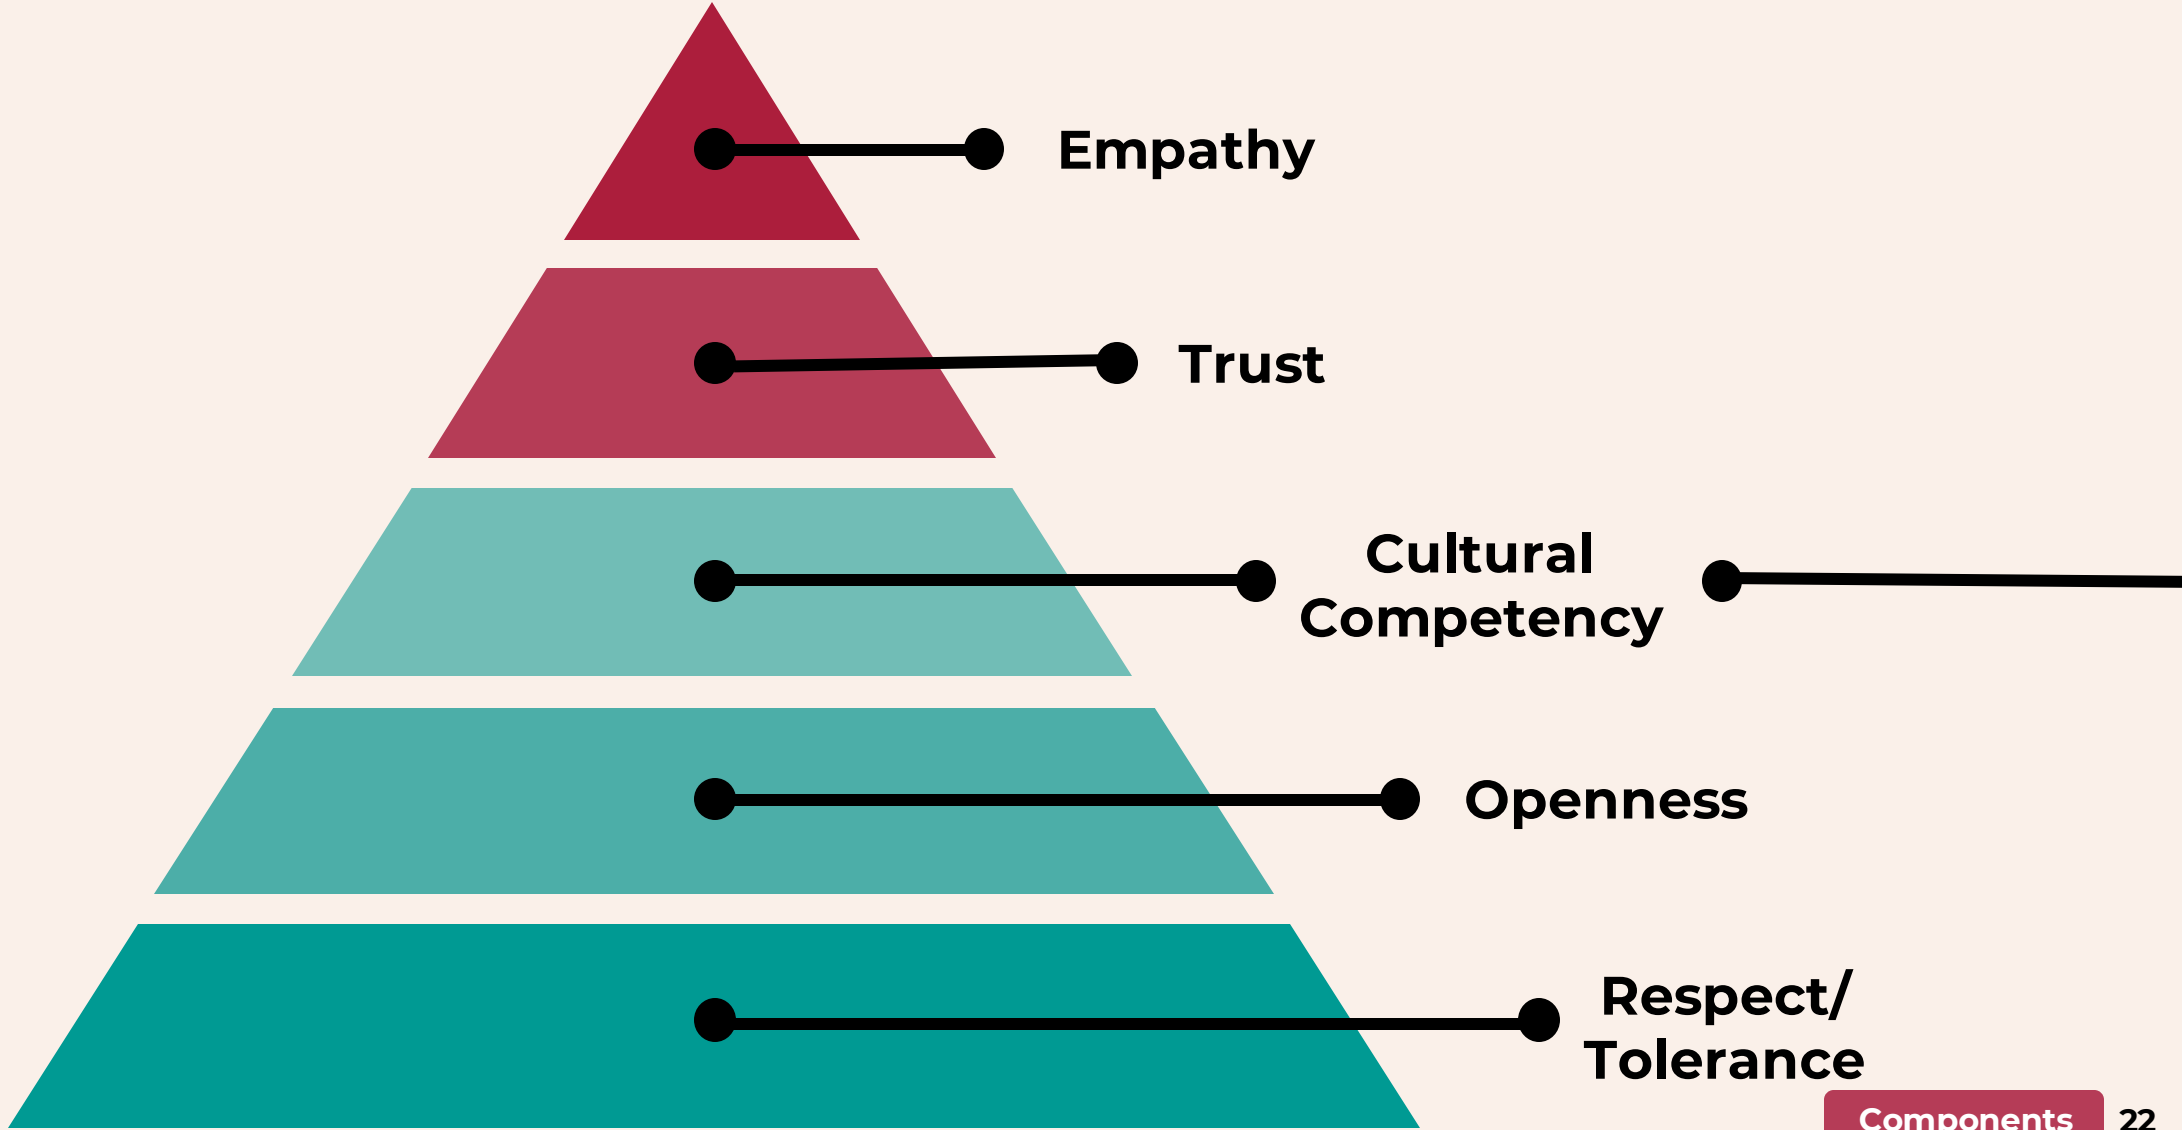 Empathy
Trust
Cultural
Competency
Openness
Respect/
Tolerance
Components
22